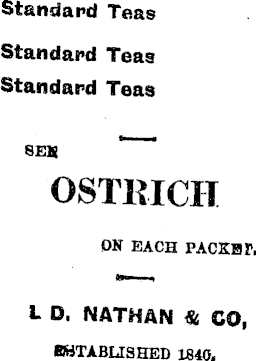 Standard Teas
Standard Teas
Standard Teas
SEE
OSTRICH
ON EACH PACKET.
L D. NATHAN & CO,
ESTABLISHED 1840.